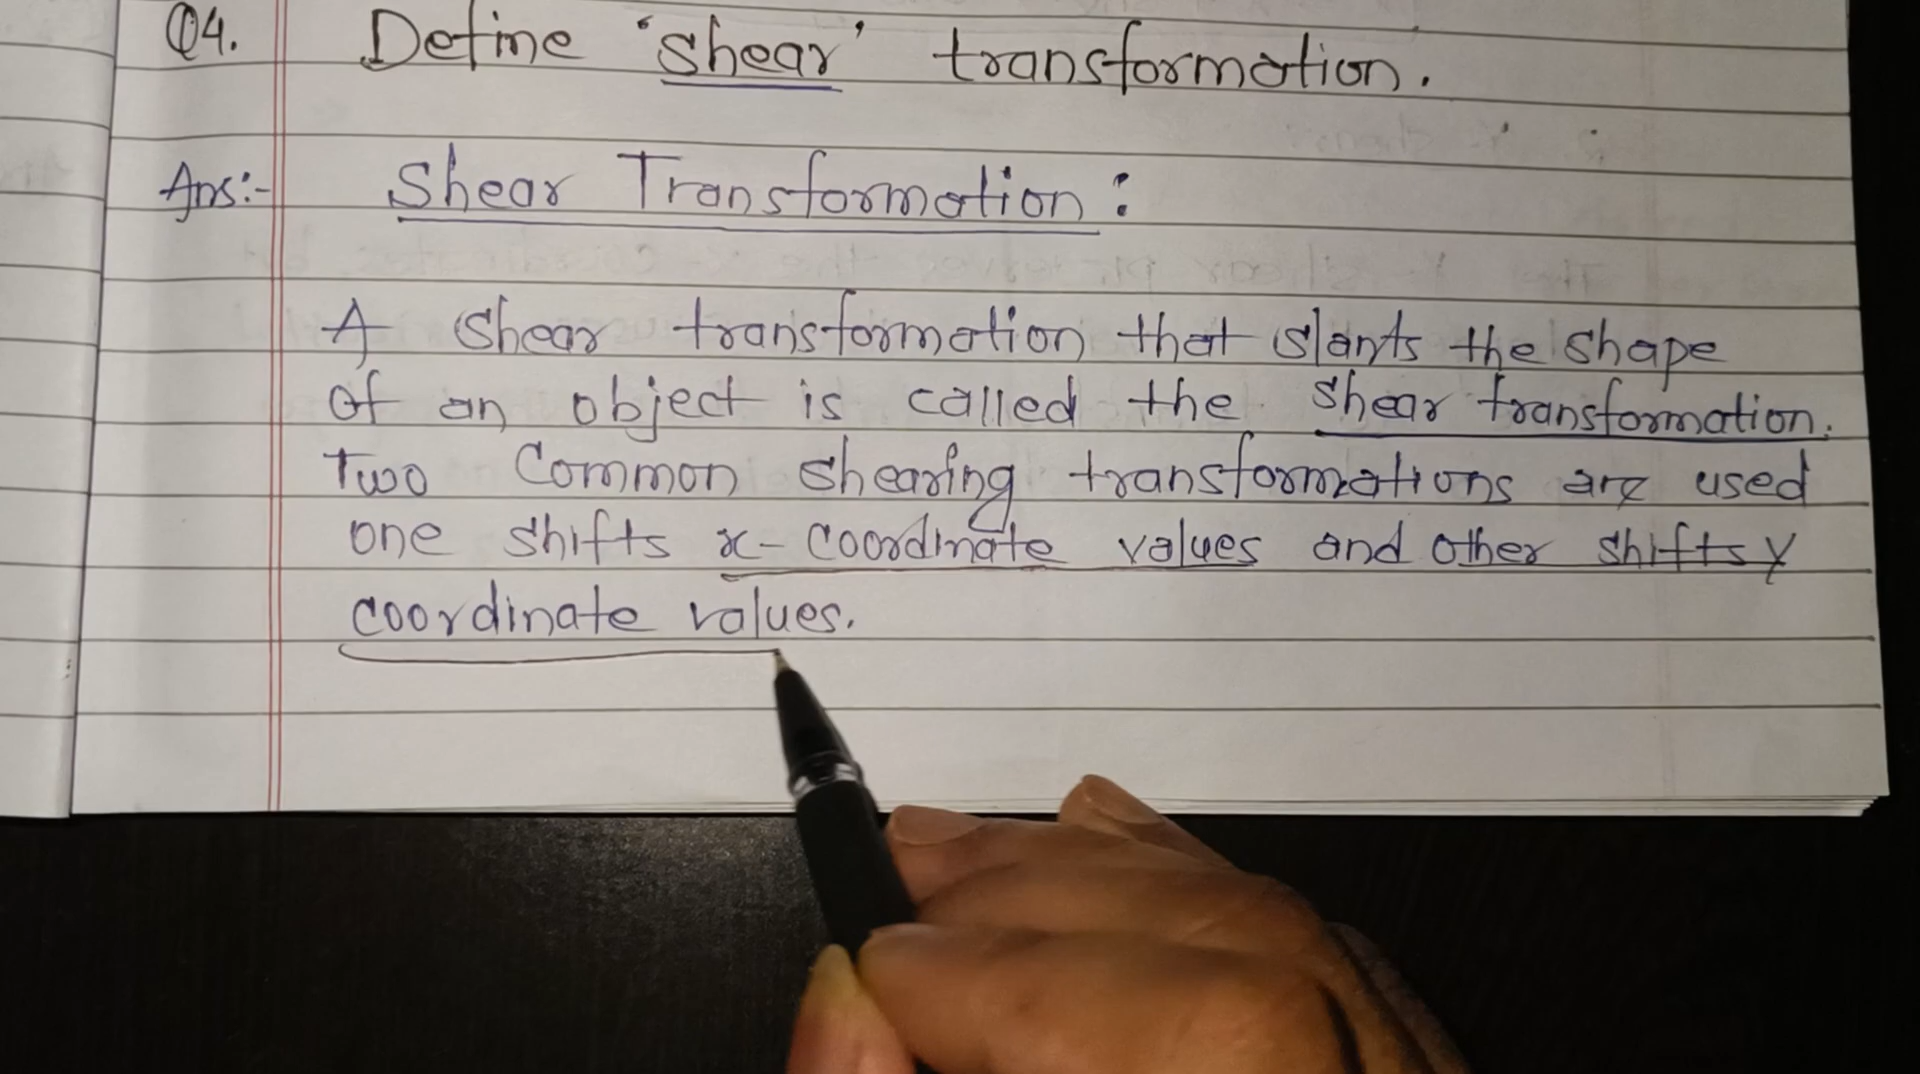 Q4. Define 'shear' transformation.
Ans:- Shear Transformation:
A shear transformation that slants the shape
of an object is called the shear transformation.
Two Common shearing transformations are used
one shifts x-coordinate values and other shifts y
coordinate values.